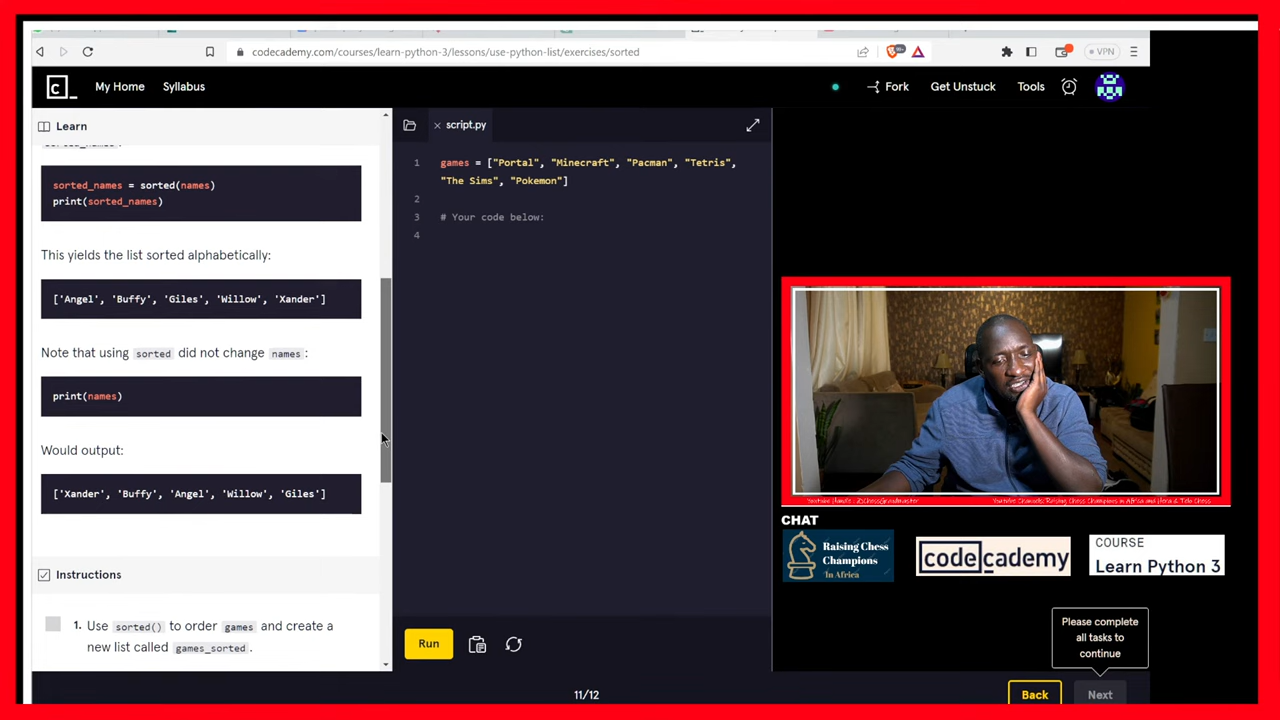 codecademy.com/courses/learn-python-3/lessons/use-python-list/exercises/sorted
99+
VPN
c_
My Home
Syllabus
Fork
Get Unstuck
Tools
Learn
script.py
sorted_names = sorted(names)
print(sorted_names)
This yields the list sorted alphabetically:
['Angel', 'Buffy', 'Giles', 'Willow', 'Xander']
Note that using sorted did not change names:
print(names)
Would output:
['Xander', 'Buffy', 'Angel', 'Willow', 'Giles']
Instructions
1. Use sorted() to order games and create a
new list called games_sorted.
1 games = ["Portal", "Minecraft", "Pacman", "Tetris",
"The Sims", "Pokemon"]
2
3 # Your code below:
4
Run
CHAT
Raising Chess
Champions
In Africa
codecademy
COURSE
Learn Python 3
Please complete
all tasks to
continue
11/12
Back
Next